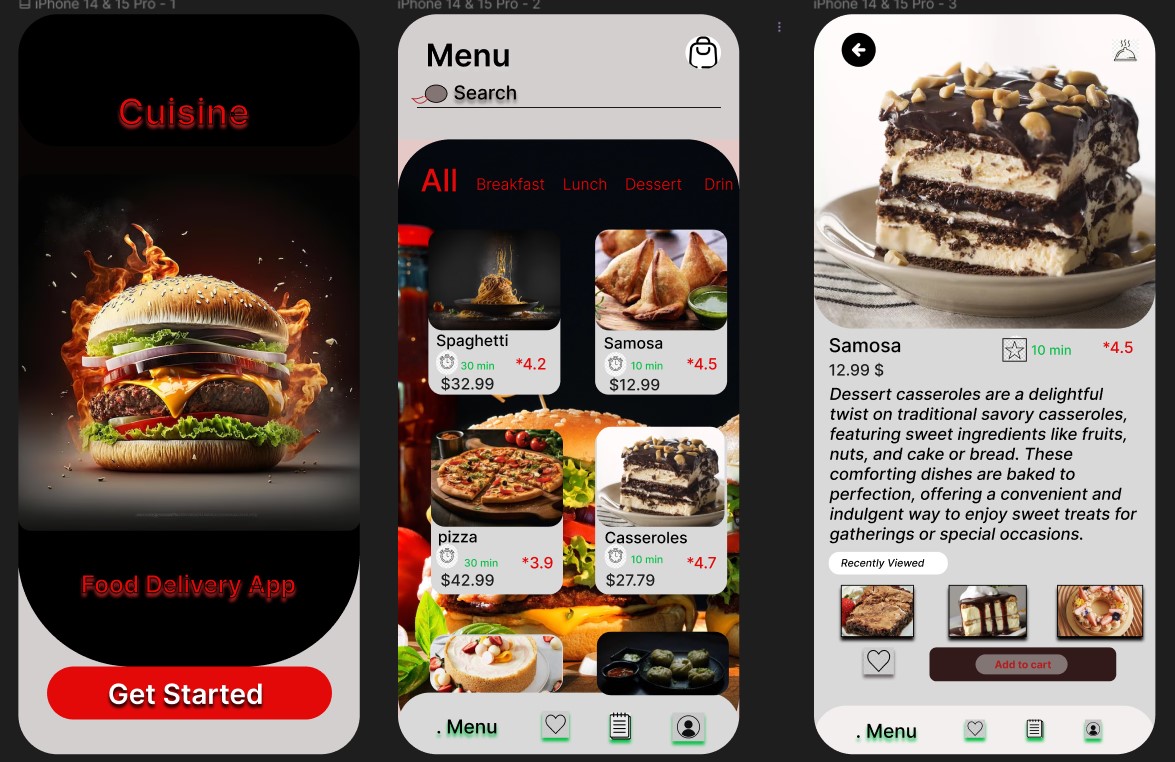 iPhone 14 & 15 Pro - 1
Cuisine
Food Delivery App
Get Started
iPhone 14 & 15 Pro - 2
Menu
Search
All Breakfast Lunch Dessert Drin
Spaghetti
30 min *4.2
$32.99
Samosa
10 min *4.5
$12.99
pizza
30 min *3.9
$42.99
Casseroles
10 min *4.7
$27.79
. Menu
iPhone 14 & 15 Pro - 3
Samosa
10 min *4.5
12.99 $
Dessert casseroles are a delightful
twist on traditional savory casseroles,
featuring sweet ingredients like fruits,
nuts, and cake or bread. These
comforting dishes are baked to
perfection, offering a convenient and
indulgent way to enjoy sweet treats for
gatherings or special occasions.
Recently Viewed
Add to cart
. Menu